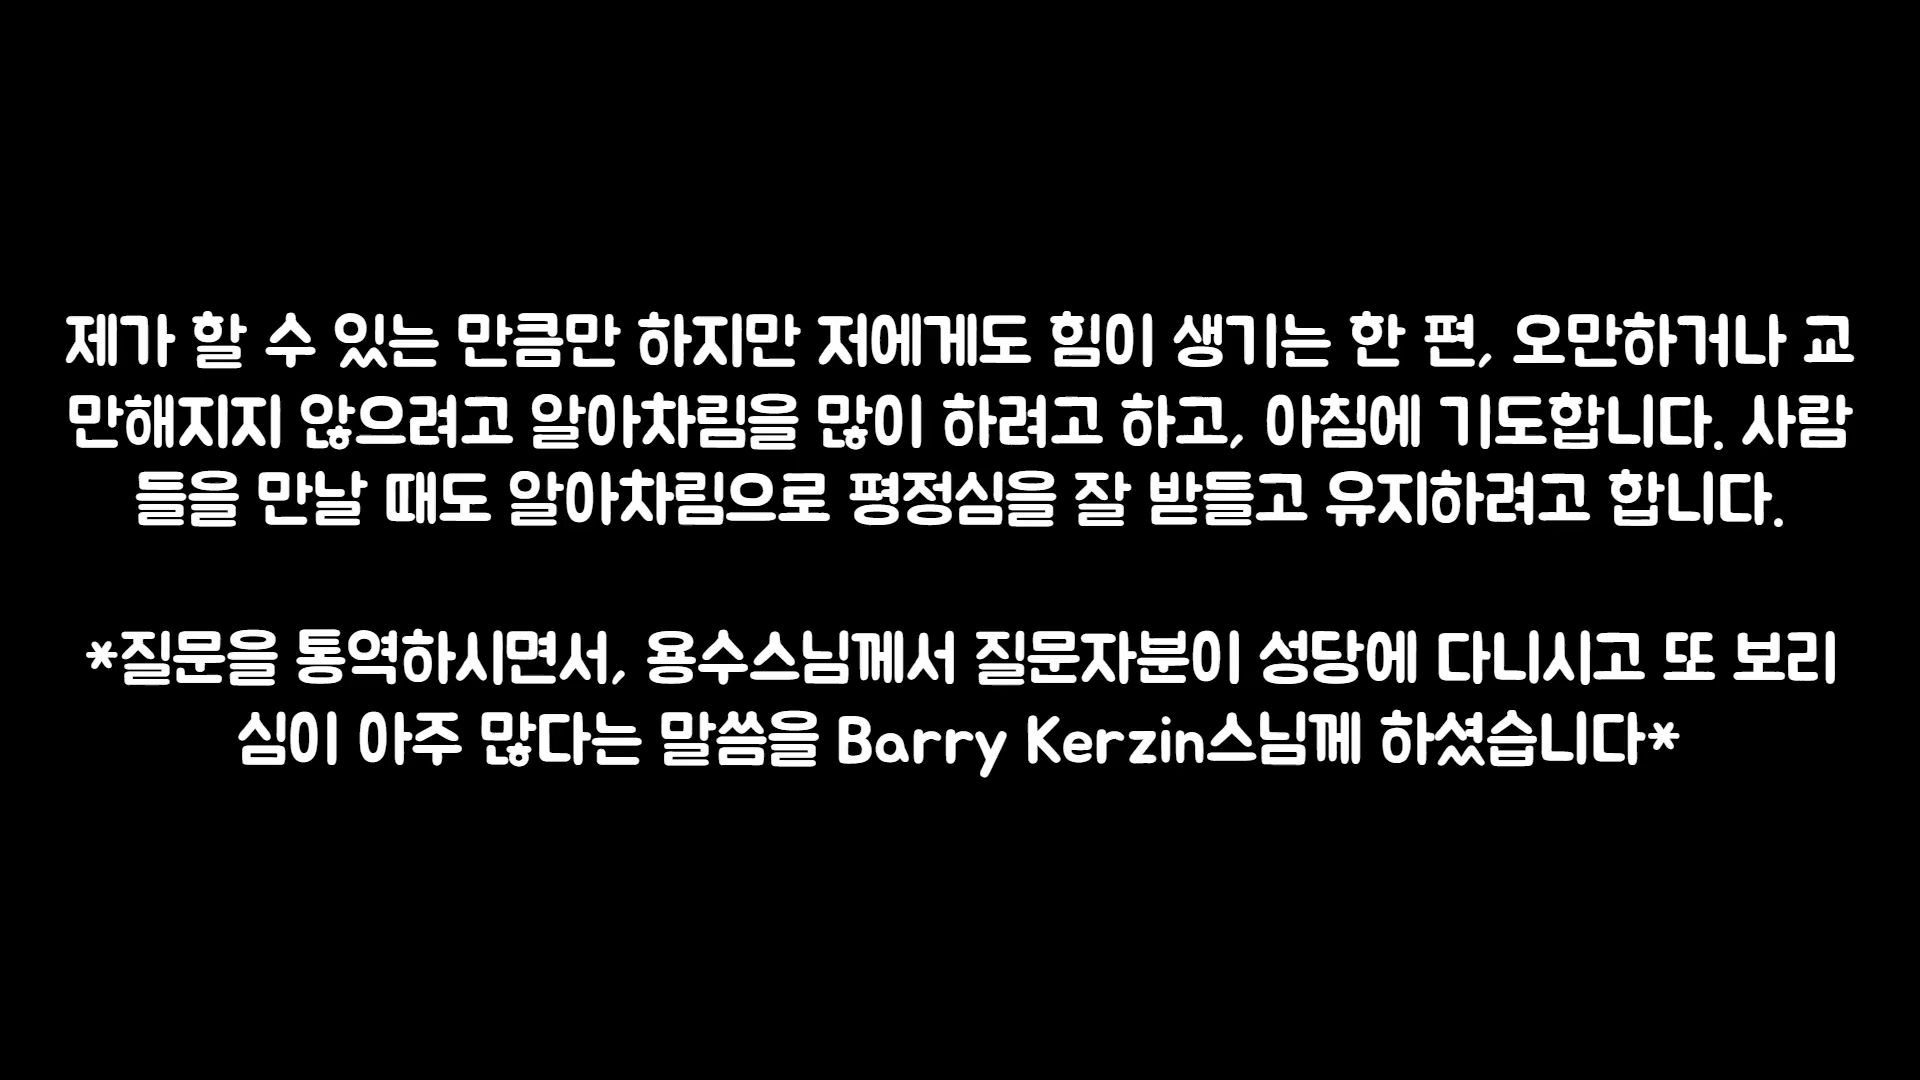 제가 할 수 있는 만큼만 하지만 저에게도 힘이 생기는 한 편, 오만하거나 교
만해지지 않으려고 알아차림을 많이 하려고 하고, 아침에 기도합니다. 사람
들을 만날 때도 알아차림으로 평정심을 잘 받들고 유지하려고 합니다.
*질문을 통역하시면서, 용수스님께서 질문자분이 성당에 다니시고 또 보리
심이 아주 많다는 말씀을 Barry Kerzin스님께 하셨습니다*